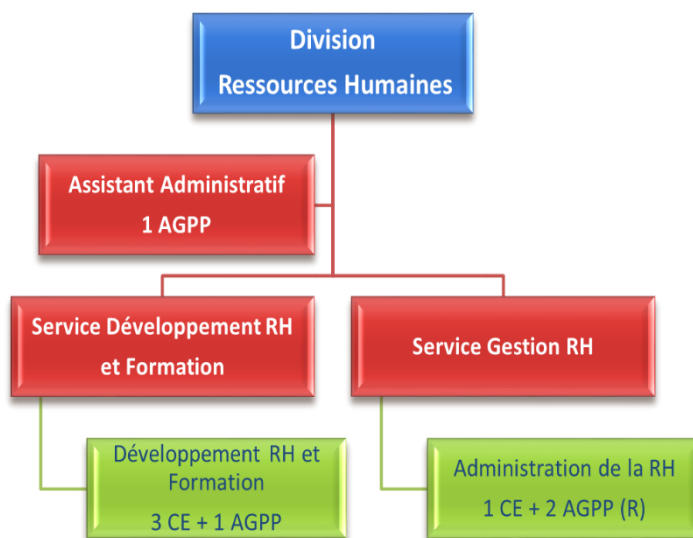 Division
Ressources Humaines
Assistant Administratif
1 AGPP
Service Développement RH
et Formation
Service Gestion RH
Développement RH et
Formation
3 CE + 1 AGPP
Administration de la RH
1 CE + 2 AGPP (R)